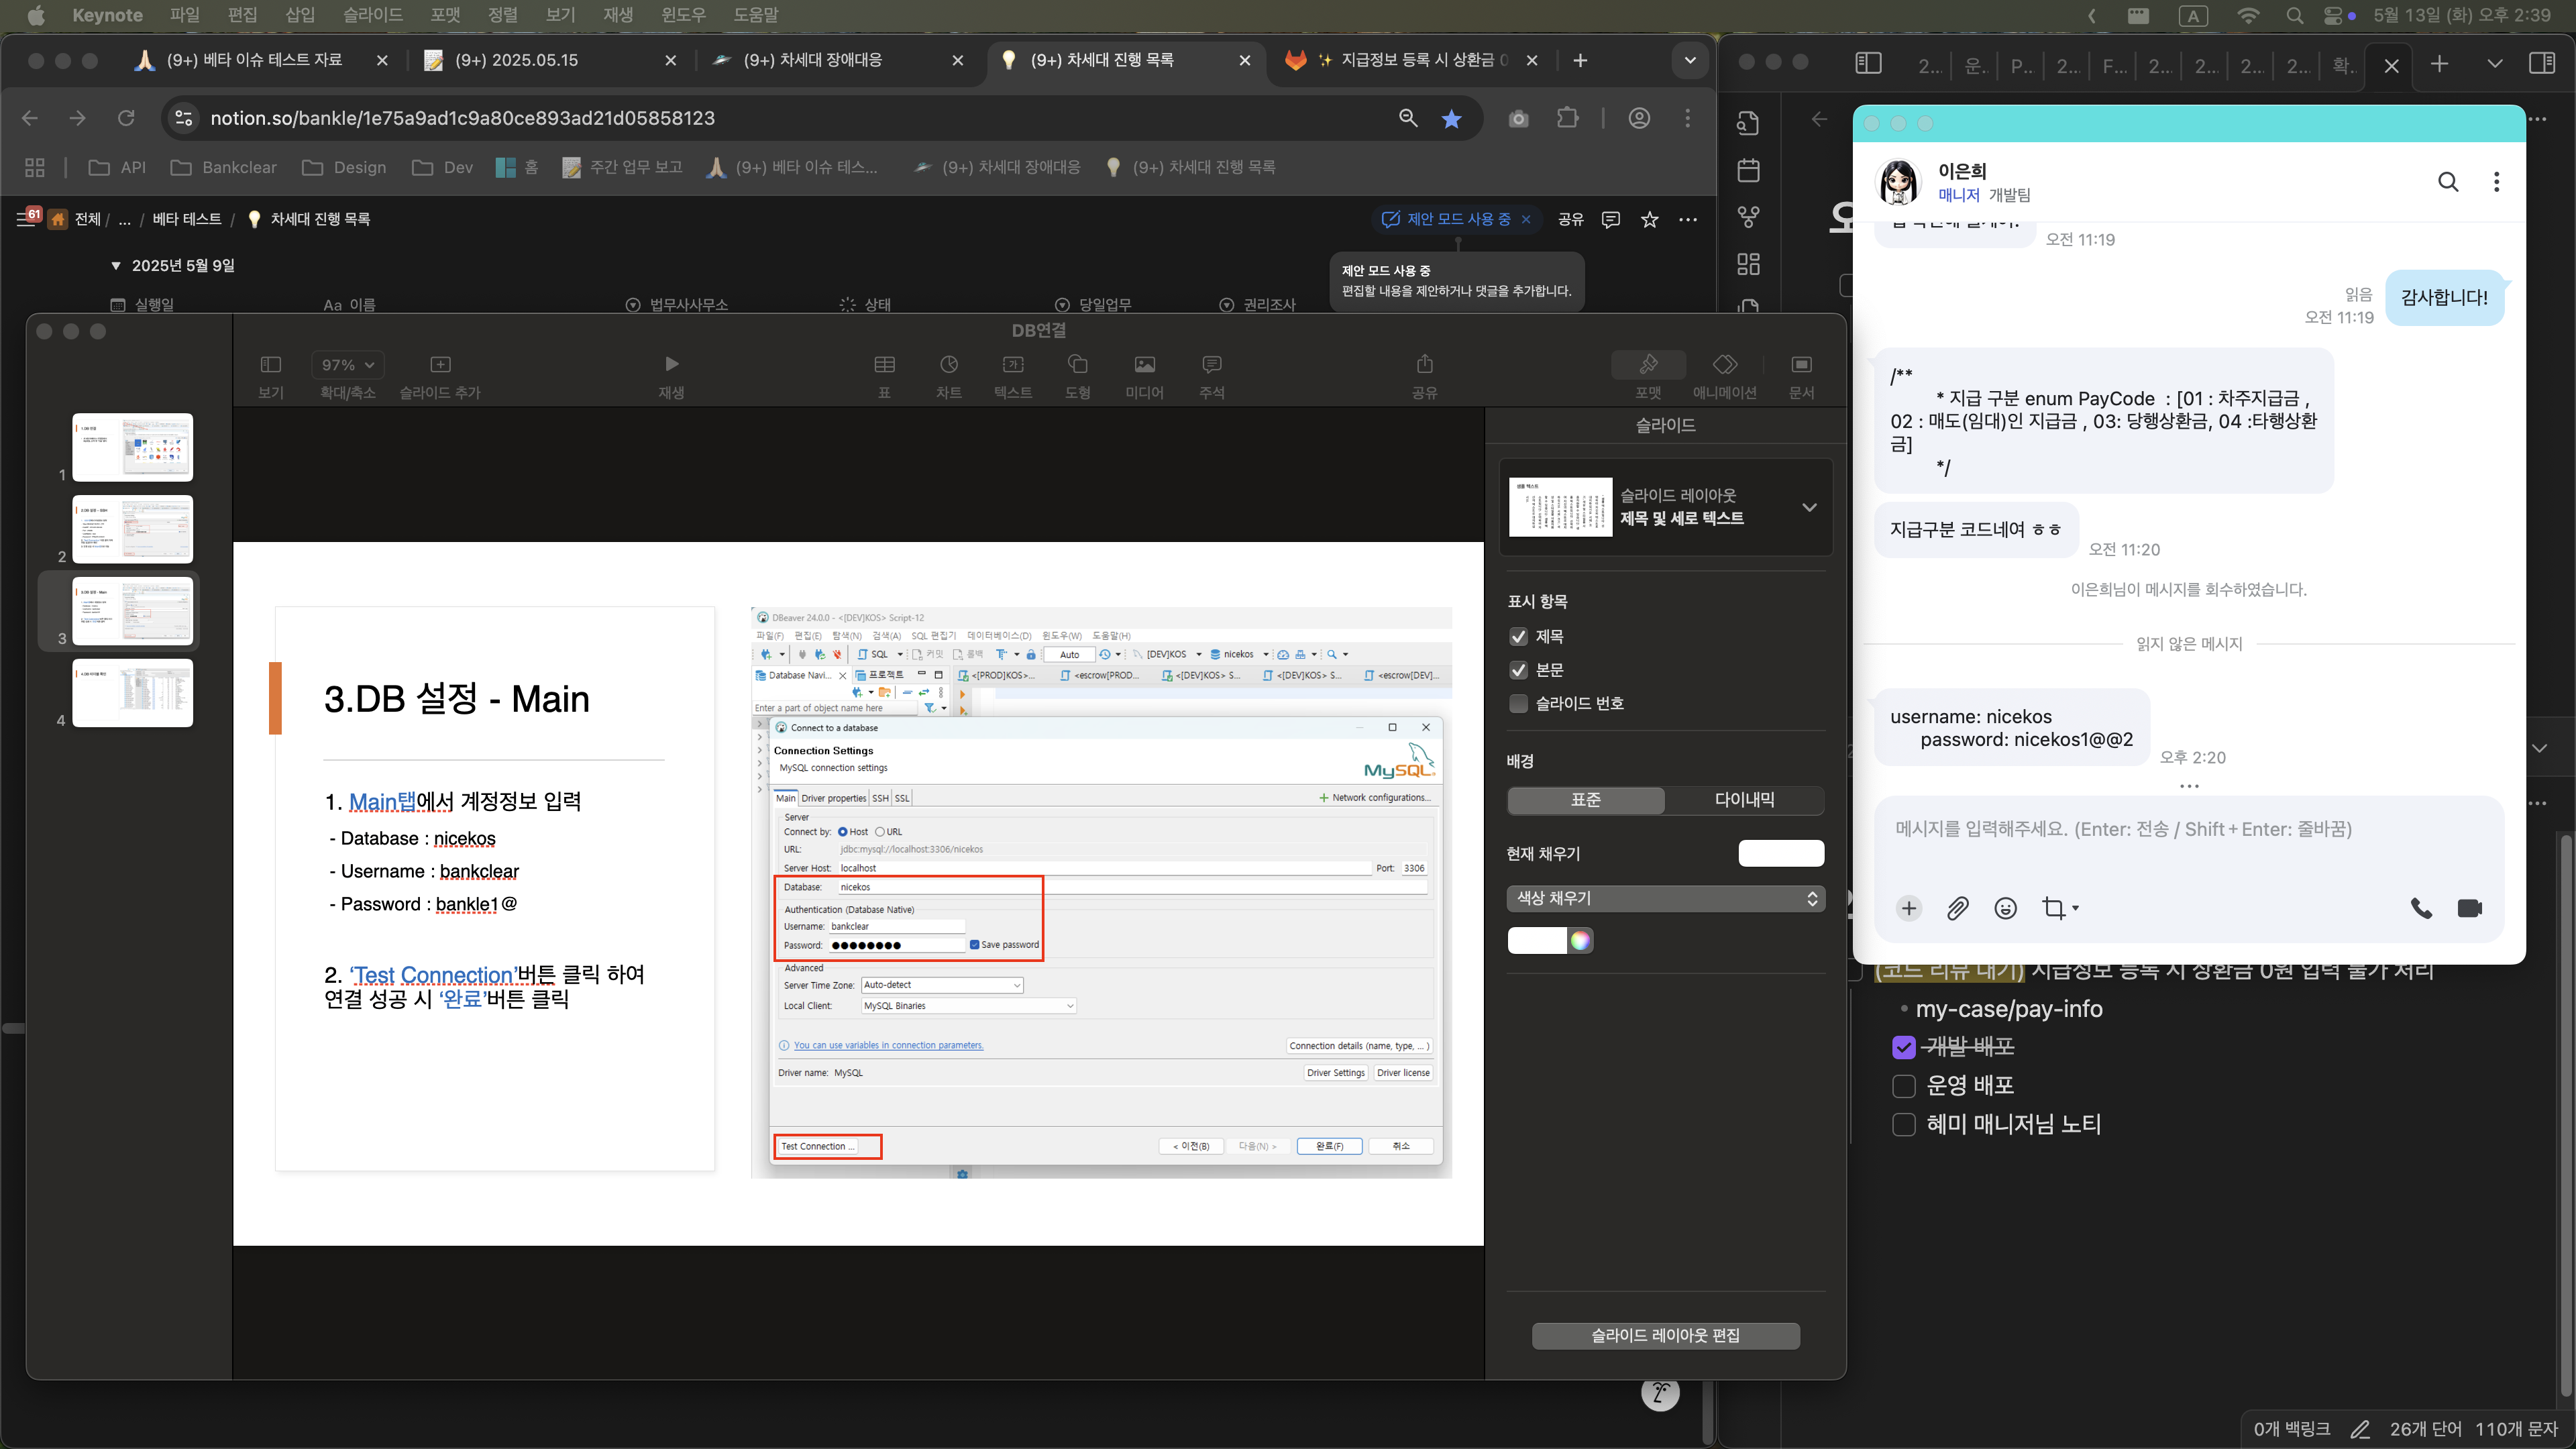 Keynote 파일 편집 삽입 슬라이드 포맷 정렬 보기 재생 윈도우 도움말
A 5월 13일 (화) 오후 2:39
(9+) 베타 이슈 테스트 자료
(9+) 2025.05.15
(9+) 차세대 장애대응
(9+) 차세대 진행 목록
✨ 지급정보 등록 시 상환금 0
notion.so/bankle/1e75a9ad1c9a80ce893ad21d05858123
API Bankclear Design Dev 홈 주간 업무 보고 (9+) 베타 이슈 테스... (9+) 차세대 장애대응 (9+) 차세대 진행 목록
61 전체 / ... / 베타 테스트 / 차세대 진행 목록
제안 모드 사용 중 공유
2025년 5월 9일
제안 모드 사용 중
편집할 내용을 제안하거나 댓글을 추가합니다.
실행일 Aa 이름 법무사사무소 상태 당일업무 권리조사
DB연결
97%
보기 확대/축소 슬라이드 추가 재생 표 차트 텍스트 도형 미디어 주석 공유 포맷 애니메이션 문서
1
2
3
4
3.DB 설정 - Main
1. Main탭에서 계정정보 입력
- Database : nicekos
- Username : bankclear
- Password : bankle1@
2. ‘Test Connection’버튼 클릭 하여
연결 성공 시 ‘완료’버튼 클릭
DBeaver 24.0.0 - <[DEV]KOS> Script-12
파일(F) 편집(E) 탐색(N) 검색(A) SQL 편집기 데이터베이스(D) 윈도우(W) 도움말(H)
SQL 커밋 롤백 Auto [DEV]KOS nicekos
Database Navi... 프로젝트 <[PROD]KOS>... <escrow[PROD... <[DEV]KOS> S... <[DEV]KOS> S... <escrow[DEV]...
Enter a part of object name here
Connect to a database
Connection Settings
MySQL connection settings
MySQL
Main Driver properties SSH SSL Network configurations...
Server
Connect by: Host URL
URL: jdbc:mysql://localhost:3306/nicekos
Server Host: localhost Port: 3306
Database: nicekos
Authentication (Database Native)
Username: bankclear
Password: ●●●●●●●● Save password
Advanced
Server Time Zone: Auto-detect
Local Client: MySQL Binaries
You can use variables in connection parameters.
Connection details (name, type, ... )
Driver name: MySQL
Driver Settings Driver license
Test Connection ...
< 이전(B) 다음(N) > 완료(F) 취소
슬라이드
슬라이드 레이아웃
제목 및 세로 텍스트
표시 항목
제목
본문
슬라이드 번호
배경
표준 다이내믹
현재 채우기
색상 채우기
슬라이드 레이아웃 편집
2... 운. P... 2... F... 2... 2... 2... 2... 확.
이은희
매니저 개발팀
오전 11:19
감사합니다!
읽음
오전 11:19
/**
* 지급 구분 enum PayCode : [01 : 차주지급금 ,
02 : 매도(임대)인 지급금 , 03: 당행상환금, 04 :타행상환
금]
*/
지급구분 코드네여 ㅎㅎ
오전 11:20
이은희님이 메시지를 회수하였습니다.
읽지 않은 메시지
username: nicekos
password: nicekos1@@2
오후 2:20
메시지를 입력해주세요. (Enter: 전송 / Shift + Enter: 줄바꿈)
(코드 리뷰 대기) 지급정보 등록 시 상환금 0원 입력 불가 처리
my-case/pay-info
개발 배포
운영 배포
혜미 매니저님 노티
0개 백링크 26개 단어 110개 문자